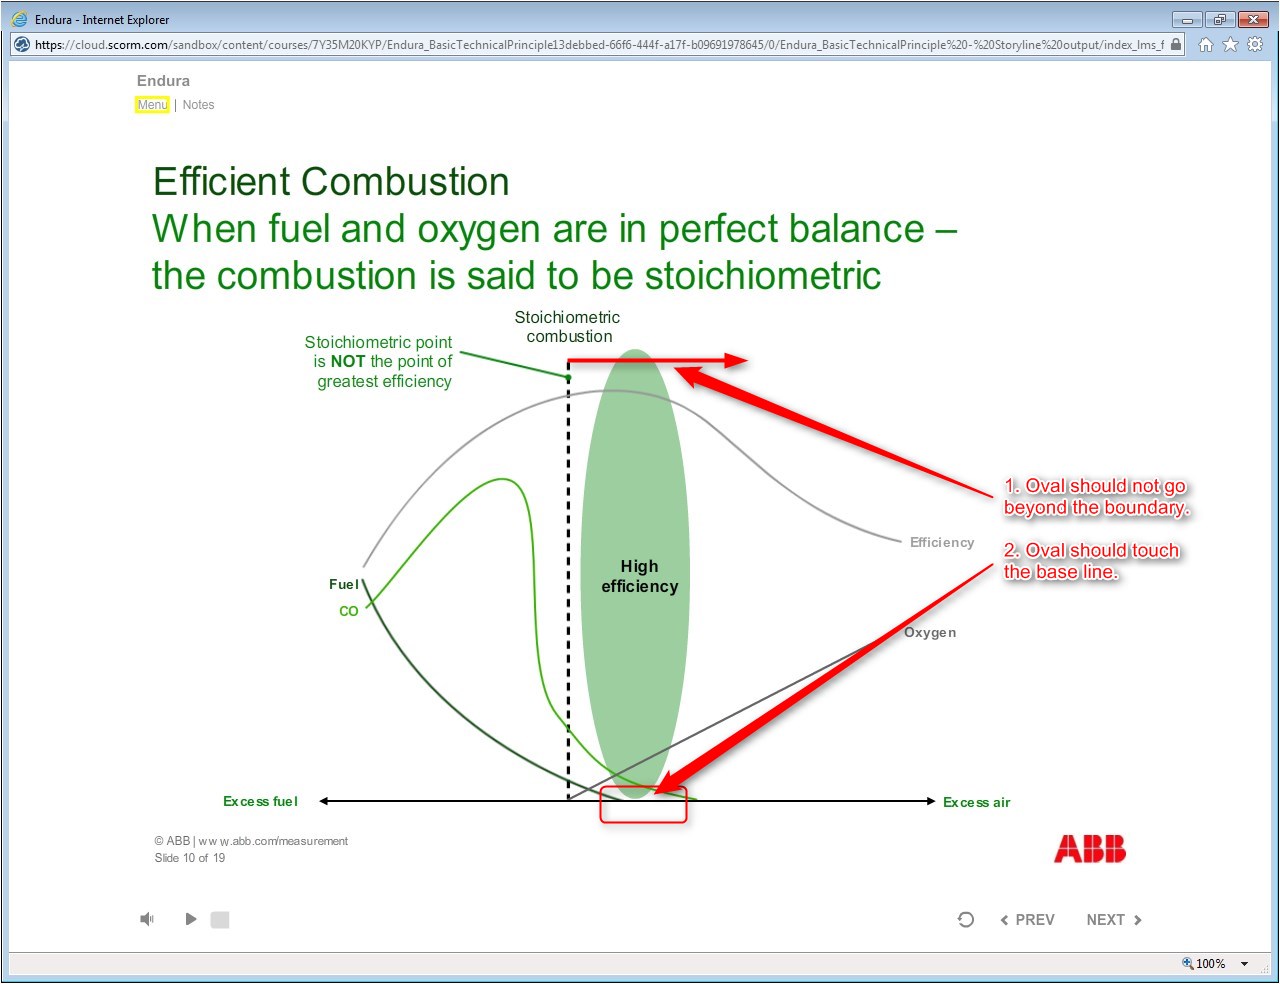 Endura - Internet Explorer
https://cloud.scorm.com/sandbox/content/courses/7Y35M20KYP/Endura_BasicTechnicalPrinciple13debbed-66f6-444f-a17f-b09691978645/0/Endura_BasicTechnicalPrinciple%20-%20Storyline%20output/index_lms_f
Endura
Menu | Notes
Efficient Combustion
When fuel and oxygen are in perfect balance –
the combustion is said to be stoichiometric
Stoichiometric
combustion
Stoichiometric point
is NOT the point of
greatest efficiency
1. Oval should not go
beyond the boundary.
Efficiency
2. Oval should touch
the base line.
High
efficiency
Fuel
CO
Oxygen
Excess fuel
Excess air
© ABB | www.abb.com/measurement
Slide 10 of 19
ABB
PREV
NEXT
100%